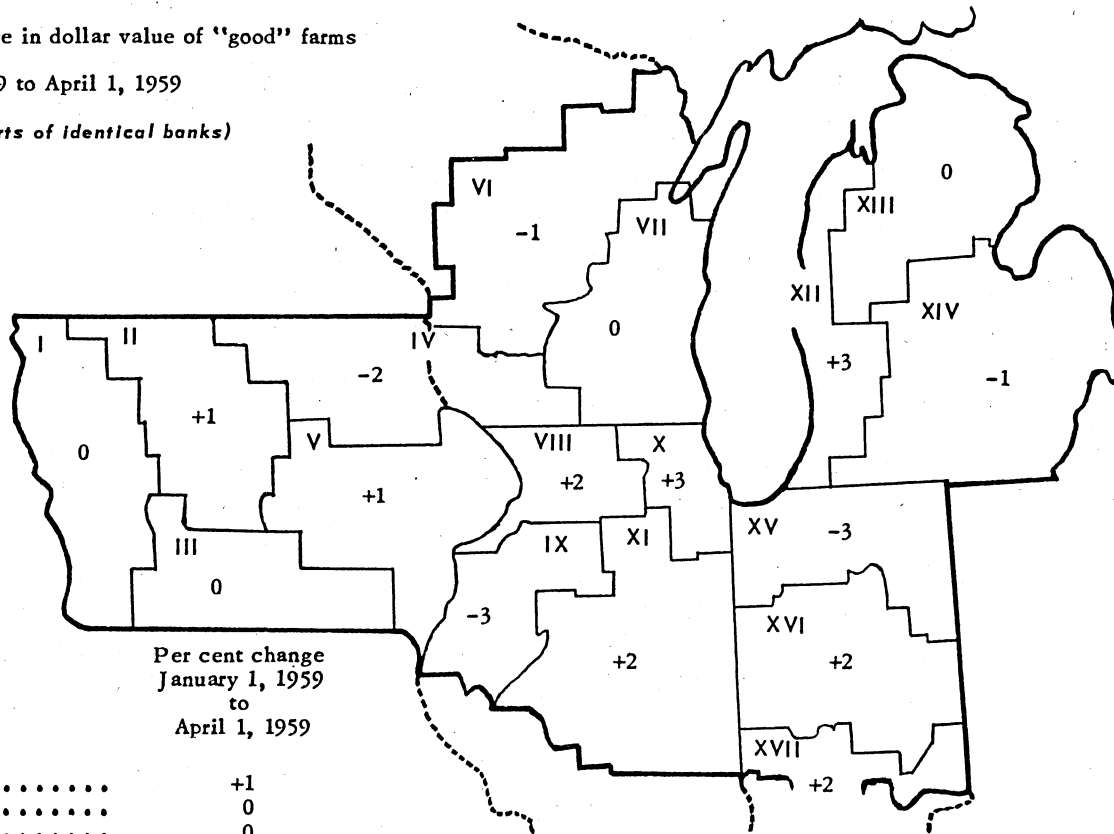 e in dollar value of "good" farms
to April 1, 1959
rts of identical banks)
VI
-1
VII
0
XIII
0
XII
+3
XIV
-1
I
0
II
+1
IV
-2
V
+1
III
0
VIII
+2
X
+3
IX
-3
XI
+2
XV
-3
XVI
+2
XVII
+2
Per cent change
January 1, 1959
to
April 1, 1959
+1
0
0